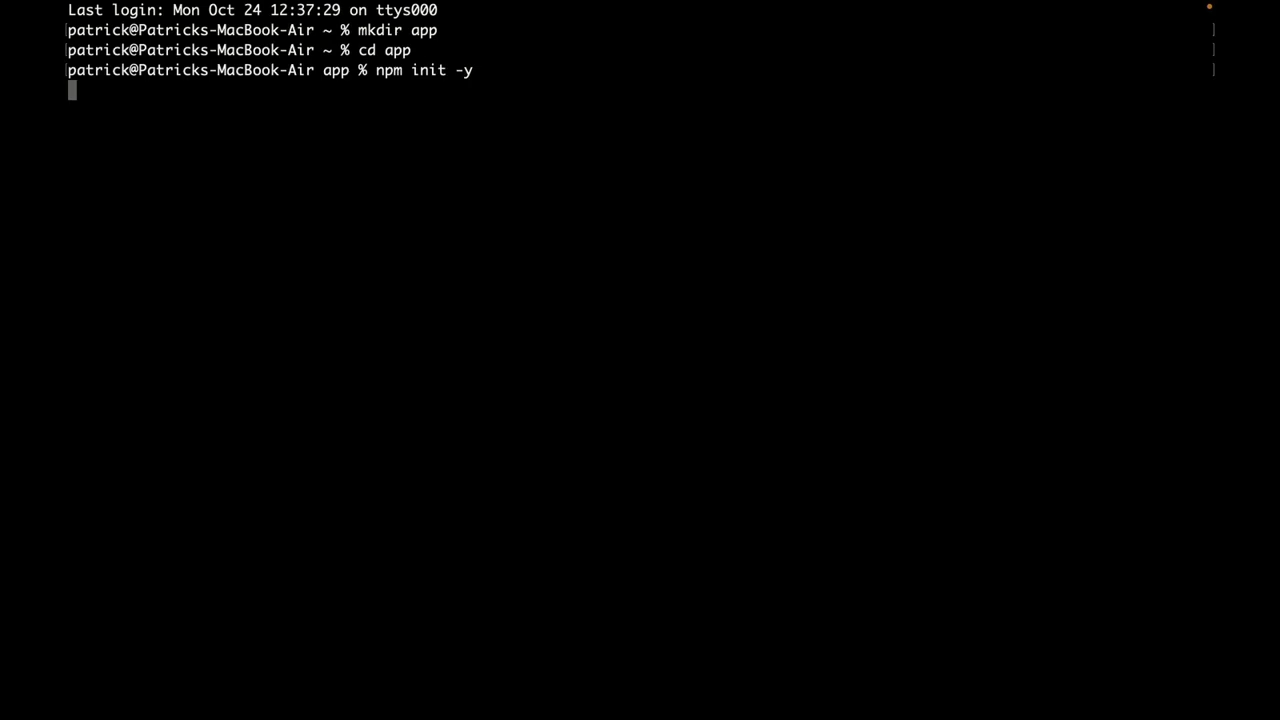 Last login: Mon Oct 24 12:37:29 on ttys000
[patrick@Patricks-MacBook-Air ~ % mkdir app ]
[patrick@Patricks-MacBook-Air ~ % cd app ]
[patrick@Patricks-MacBook-Air app % npm init -y ]